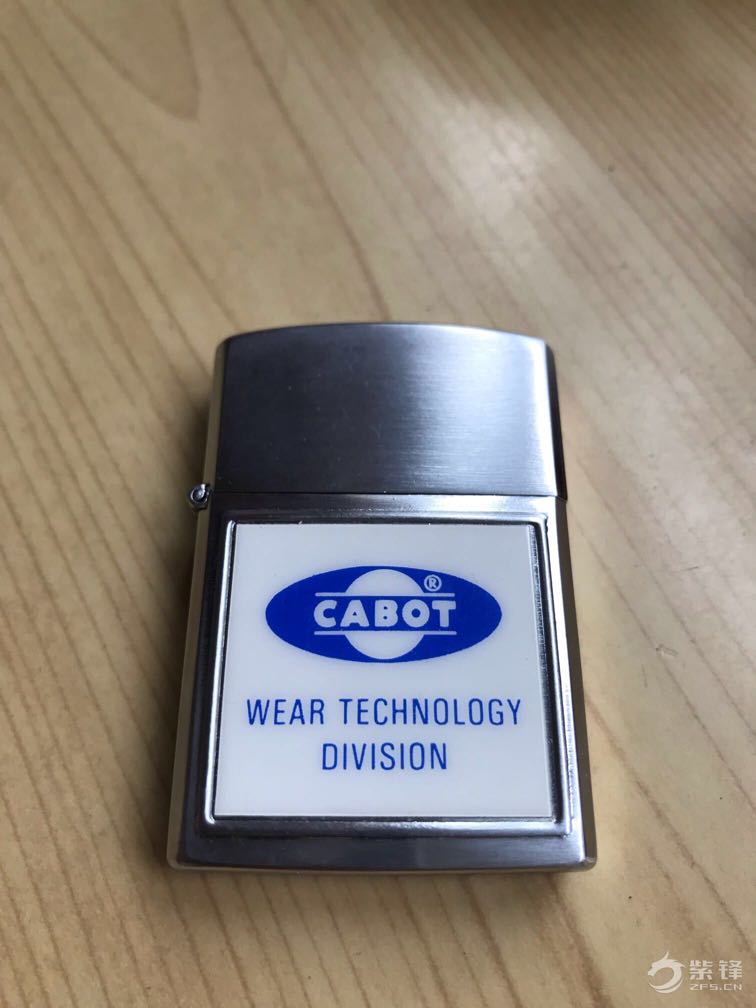 CABOT®
WEAR TECHNOLOGY
DIVISION
紫锋
ZFS.CN